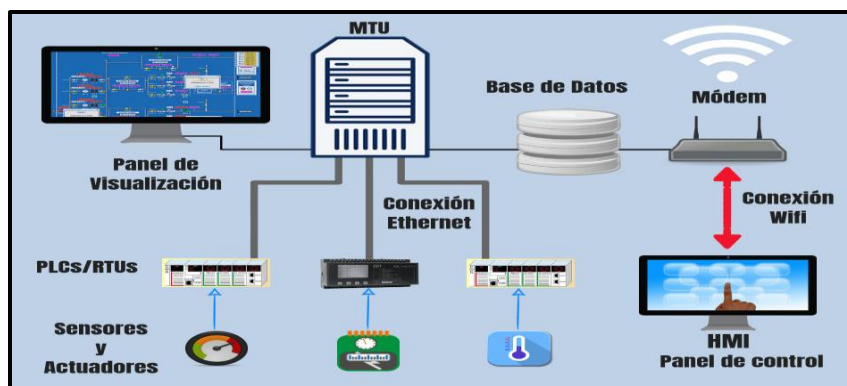 MTU
Base de Datos
Módem
Panel de
Visualización
Conexión
Ethernet
Conexión
Wifi
PLCs/RTUs
Sensores
y
Actuadores
HMI
Panel de control